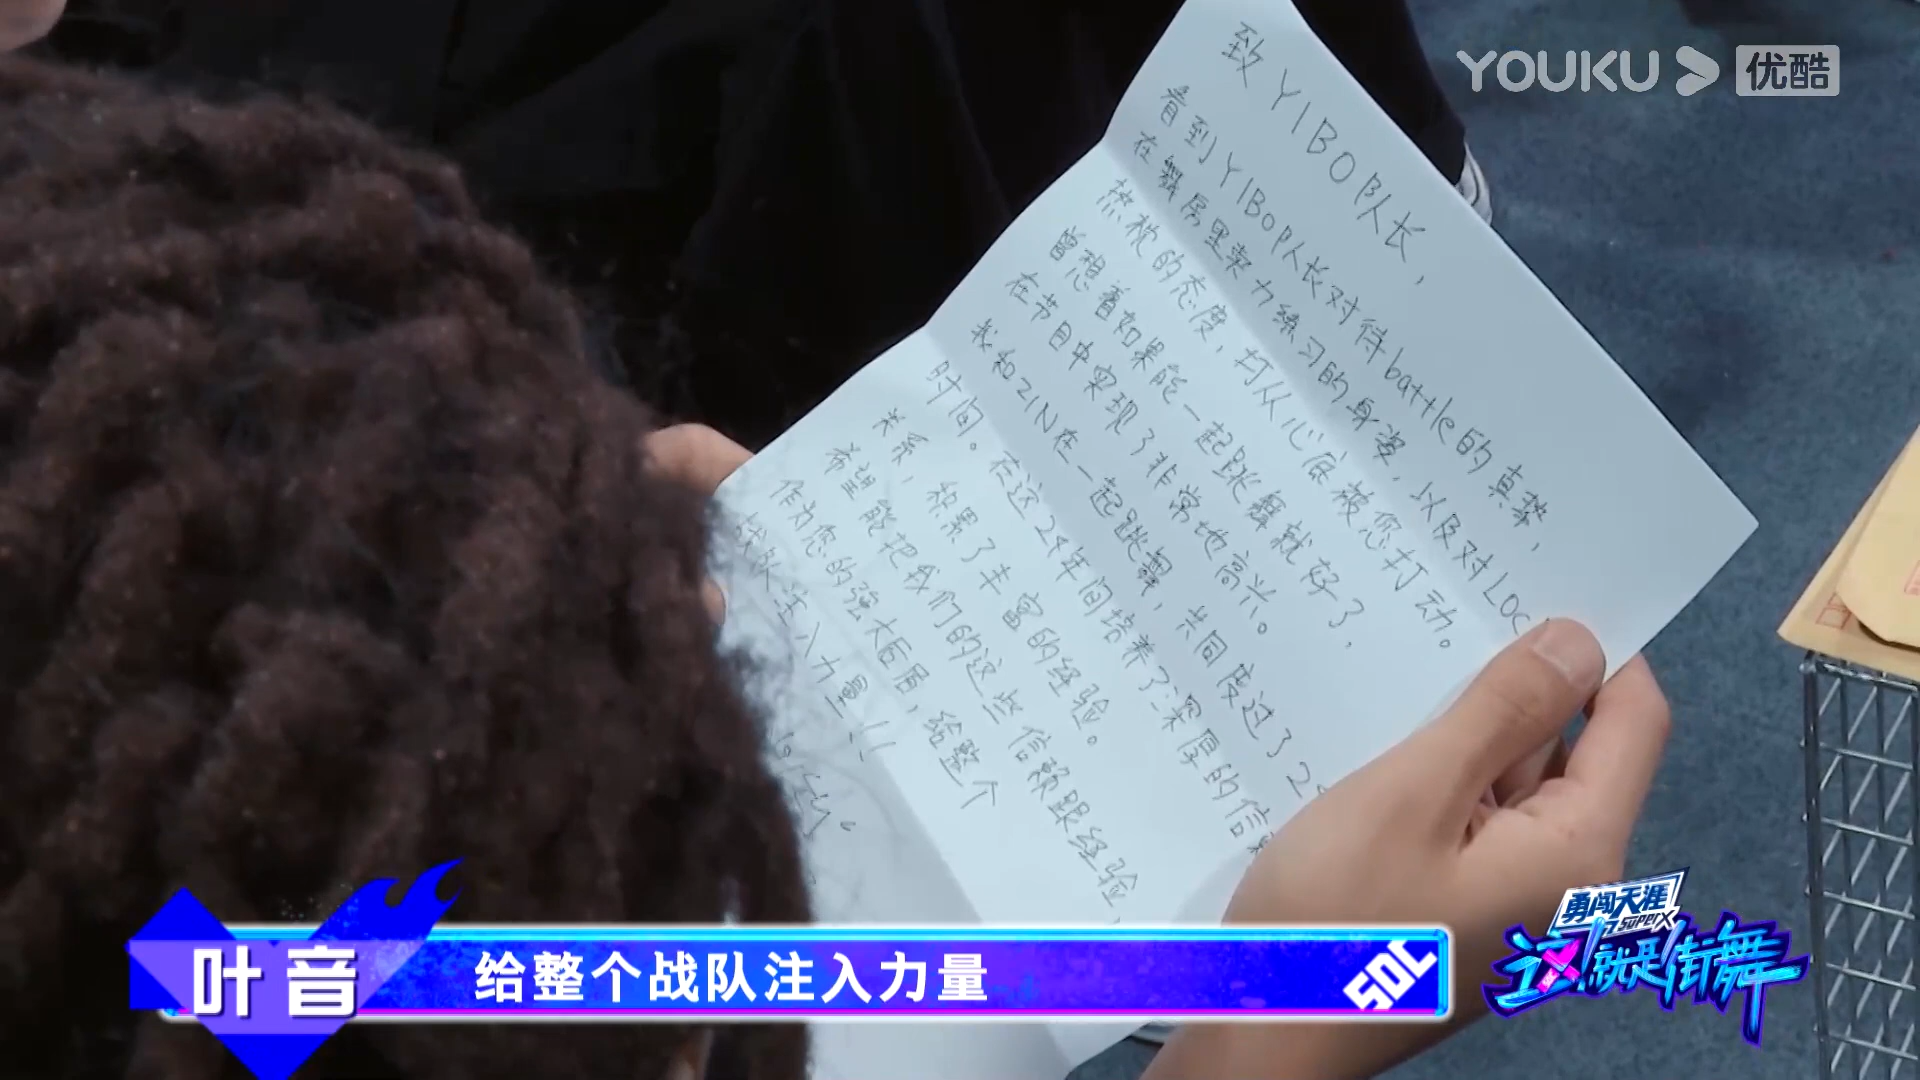 YOUKU 优酷
致 YIBO队长,
看到YIBO队长对待battle的真挚,
在舞房里卖力练习的身姿,以及对LOC
热枕的态度,打从心底被您打动。
曾想着如果能一起跳舞就好了,
在节目中实现了非常地高兴。
我和ZIN在一起跳舞,共同度过了2
时间。在这24年间培养了深厚的信
关系,积累了丰富的经验。
希望能把我们的这些信赖跟经验,
作为您的强大后盾,给整个
战队注入力量!!
叶音
给整个战队注入力量
SDC
勇闯天涯
superX
这!就是街舞